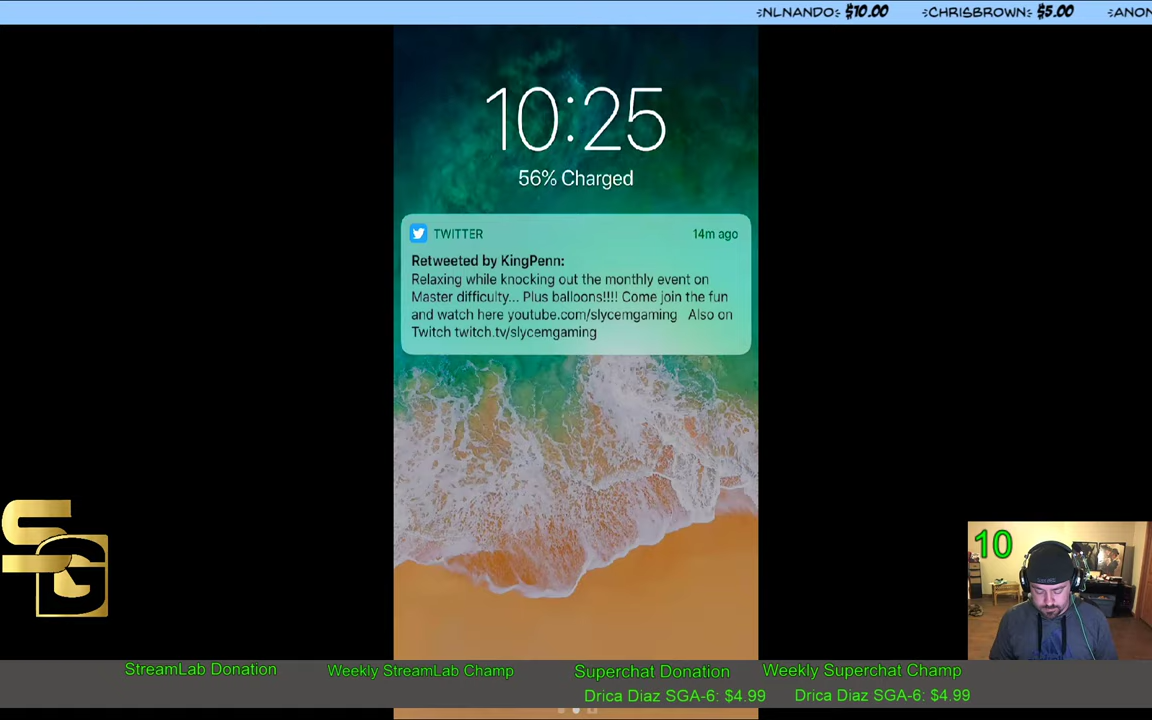 NLNANDO: $10.00 CHRISBROWN: $5.00 ANON
10:25
56% Charged
TWITTER 14m ago
Retweeted by KingPenn:
Relaxing while knocking out the monthly event on
Master difficulty... Plus balloons!!!! Come join the fun
and watch here youtube.com/slycemgaming Also on
Twitch twitch.tv/slycemgaming
SG
10
StreamLab Donation Weekly StreamLab Champ Superchat Donation Weekly Superchat Champ
Drica Diaz SGA-6: $4.99 Drica Diaz SGA-6: $4.99